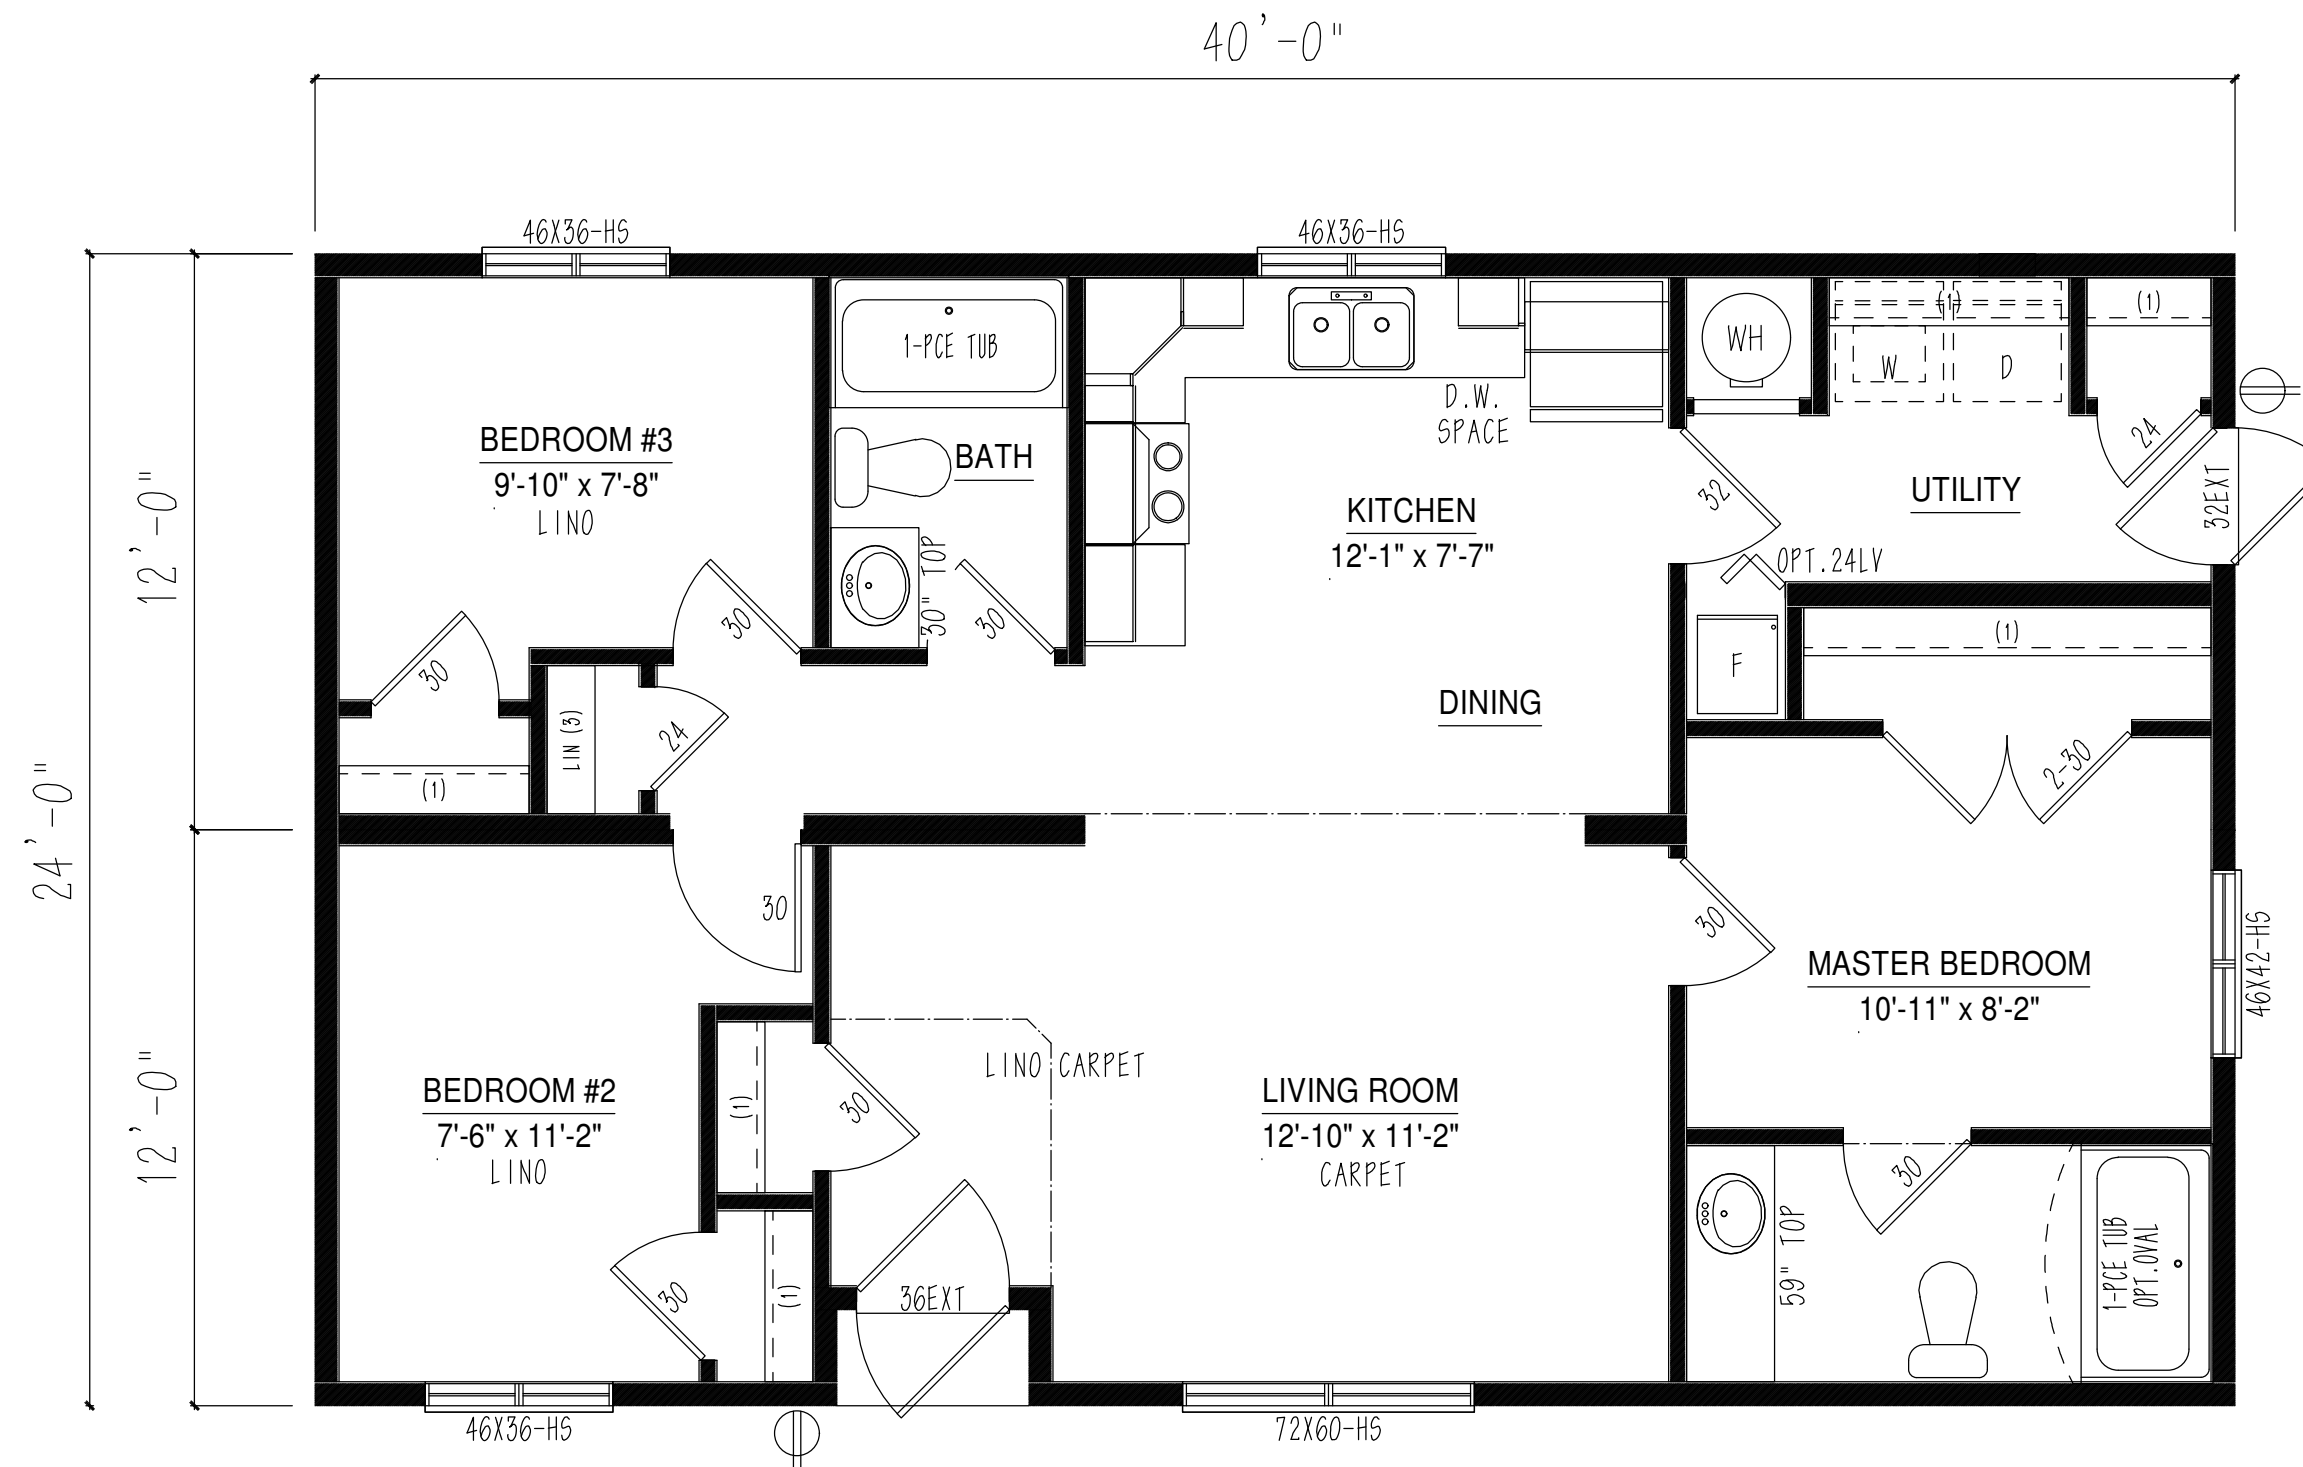 40'-0"
46X36-HS
46X36-HS
1-PCE TUB
WH
(1)
(1)
W
D
D.W.
SPACE
24
BEDROOM #3
9'-10" x 7'-8"
LINO
BATH
12'-0"
KITCHEN
12'-1" x 7'-7"
32
UTILITY
32EXT
OPT.24LV
30" TOP
30
30
30
(1)
F
LIN (3)
24
DINING
2-30
(1)
24'-0"
30
30
MASTER BEDROOM
10'-11" x 8'-2"
46X42-HS
LINO
CARPET
12'-0"
BEDROOM #2
7'-6" x 11'-2"
LINO
(1)
30
LIVING ROOM
12'-10" x 11'-2"
CARPET
30
59" TOP
1-PCE TUB
OPT.OVAL
30
(1)
36EXT
46X36-HS
72X60-HS